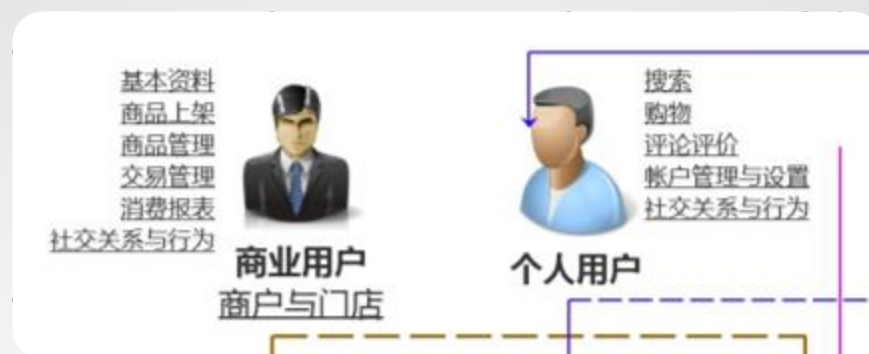 基本资料
商品上架
商品管理
交易管理
消费报表
社交关系与行为
商业用户
商户与门店
搜索
购物
评论评价
帐户管理与设置
社交关系与行为
个人用户